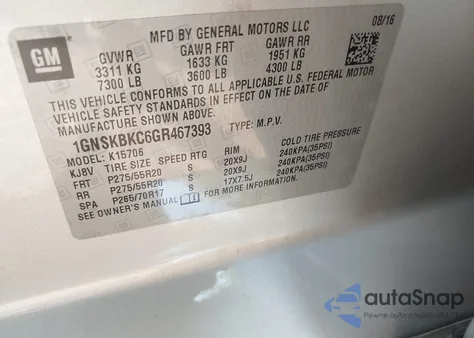 MFD BY GENERAL MOTORS LLC 08/16
GM
GVWR GAWR FRT GAWR RR
3311 KG 1633 KG 1951 KG
7300 LB 3600 LB 4300 LB
THIS VEHICLE CONFORMS TO ALL APPLICABLE U.S. FEDERAL MOTOR
VEHICLE SAFETY STANDARDS IN EFFECT ON THE DATE OF
MANUFACTURE SHOWN ABOVE.
1GNSKBKC6GR467393 TYPE: M.P.V.
MODEL: K15706
KJ8V TIRE SIZE SPEED RTG RIM COLD TIRE PRESSURE
FRT P275/55R20 S 20X9J 240KPA(35PSI)
RR P275/55R20 S 20X9J 240KPA(35PSI)
SPA P265/70R17 S 17X7.5J 240KPA(35PSI)
SEE OWNER'S MANUAL FOR MORE INFORMATION.
autoSnap
Pewne auto z